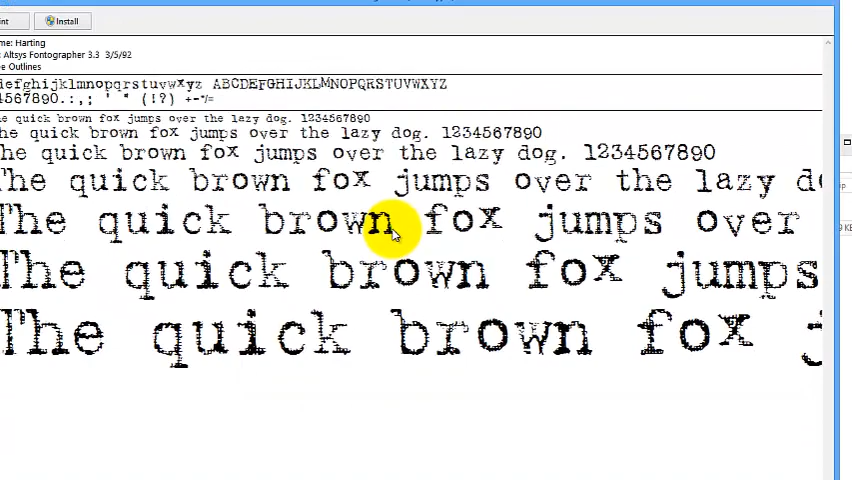 Install
Harting
Altsys Fontographer 3.3 3/5/92
Outlines
defghijklmnopqrstuvwxyz ABCDEFGHIJKLMNOPQRSTUVWXYZ
4567890.:,; ' " (!?) +-*/=
he quick brown fox jumps over the lazy dog. 1234567890
he quick brown fox jumps over the lazy dog. 1234567890
he quick brown fox jumps over the lazy dog. 1234567890
The quick brown fox jumps over the lazy
The quick brown fox jumps over
The quick brown fox jumps
The quick brown fox